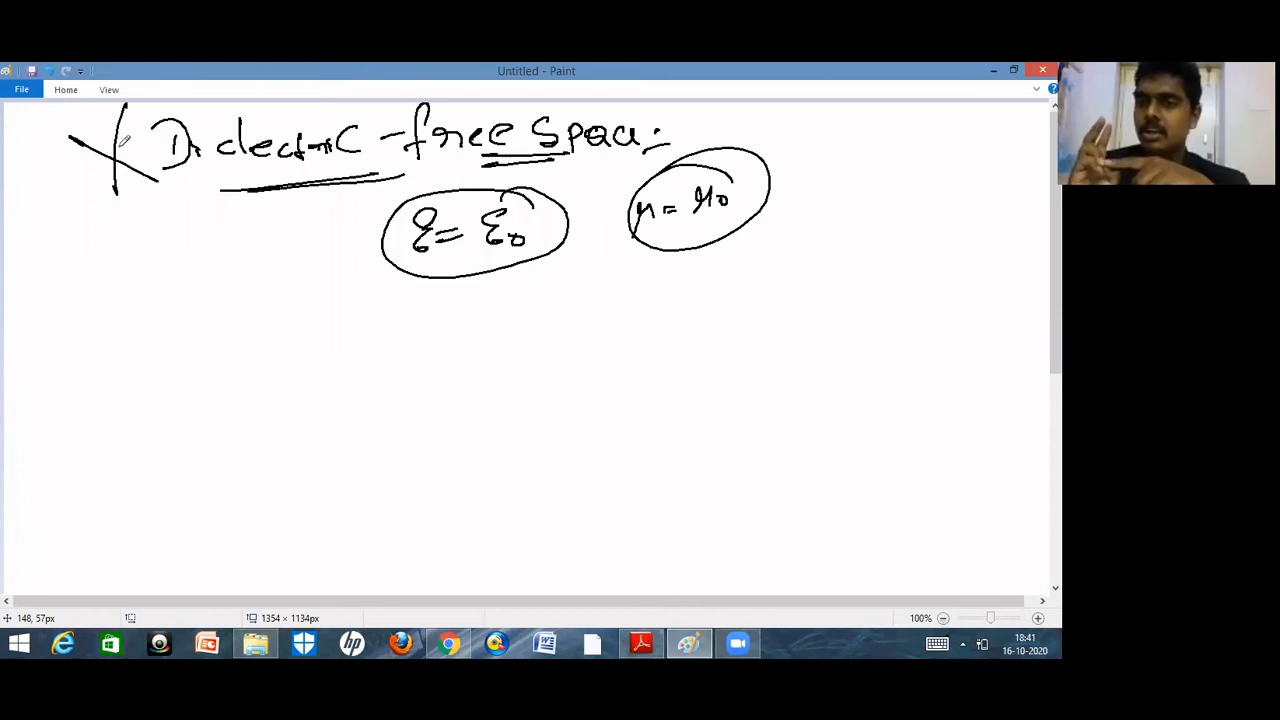 Untitled - Paint
File Home View
Dielectric - free Space:
ε = ε0
μ = μ0
148, 57px
1354 × 1134px
100%
18:41
16-10-2020